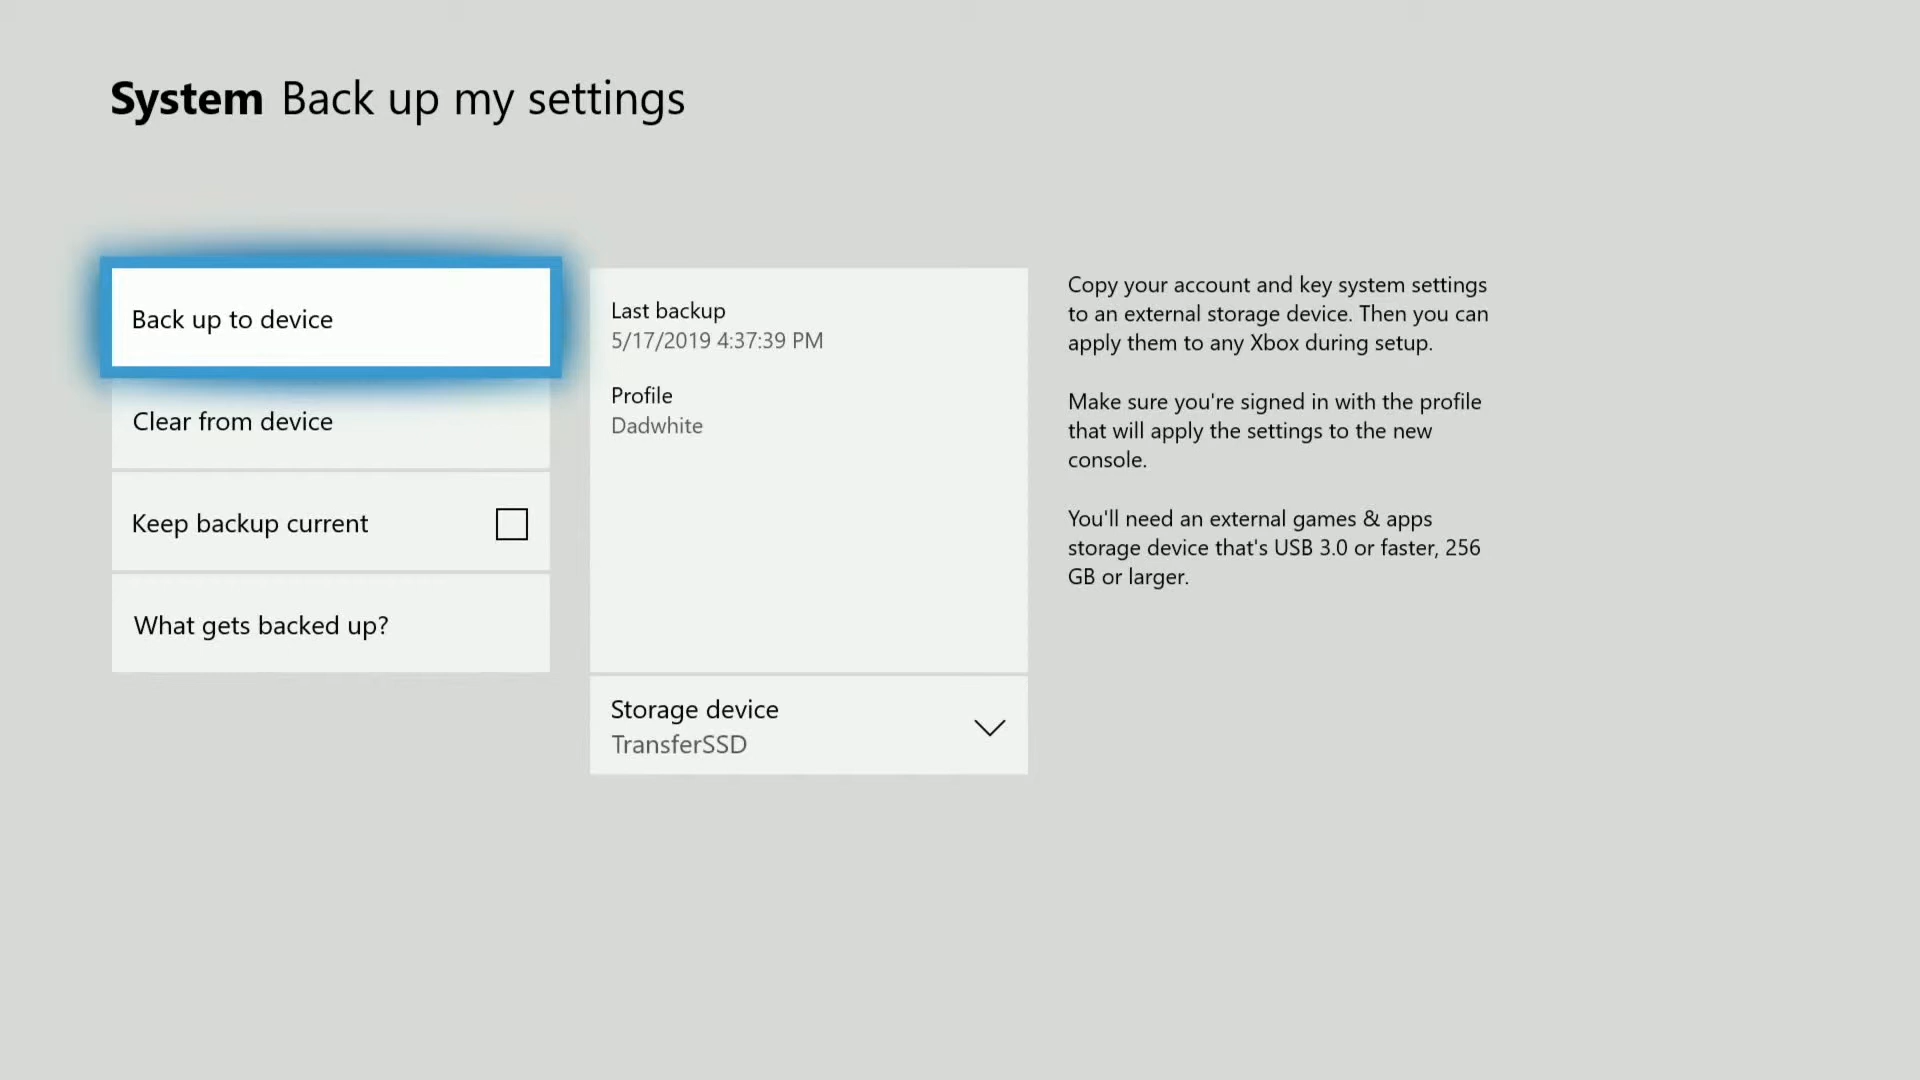 System Back up my settings
Back up to device
Clear from device
Keep backup current
What gets backed up?
Last backup
5/17/2019 4:37:39 PM
Profile
Dadwhite
Storage device
TransferSSD
Copy your account and key system settings
to an external storage device. Then you can
apply them to any Xbox during setup.
Make sure you're signed in with the profile
that will apply the settings to the new
console.
You'll need an external games & apps
storage device that's USB 3.0 or faster, 256
GB or larger.